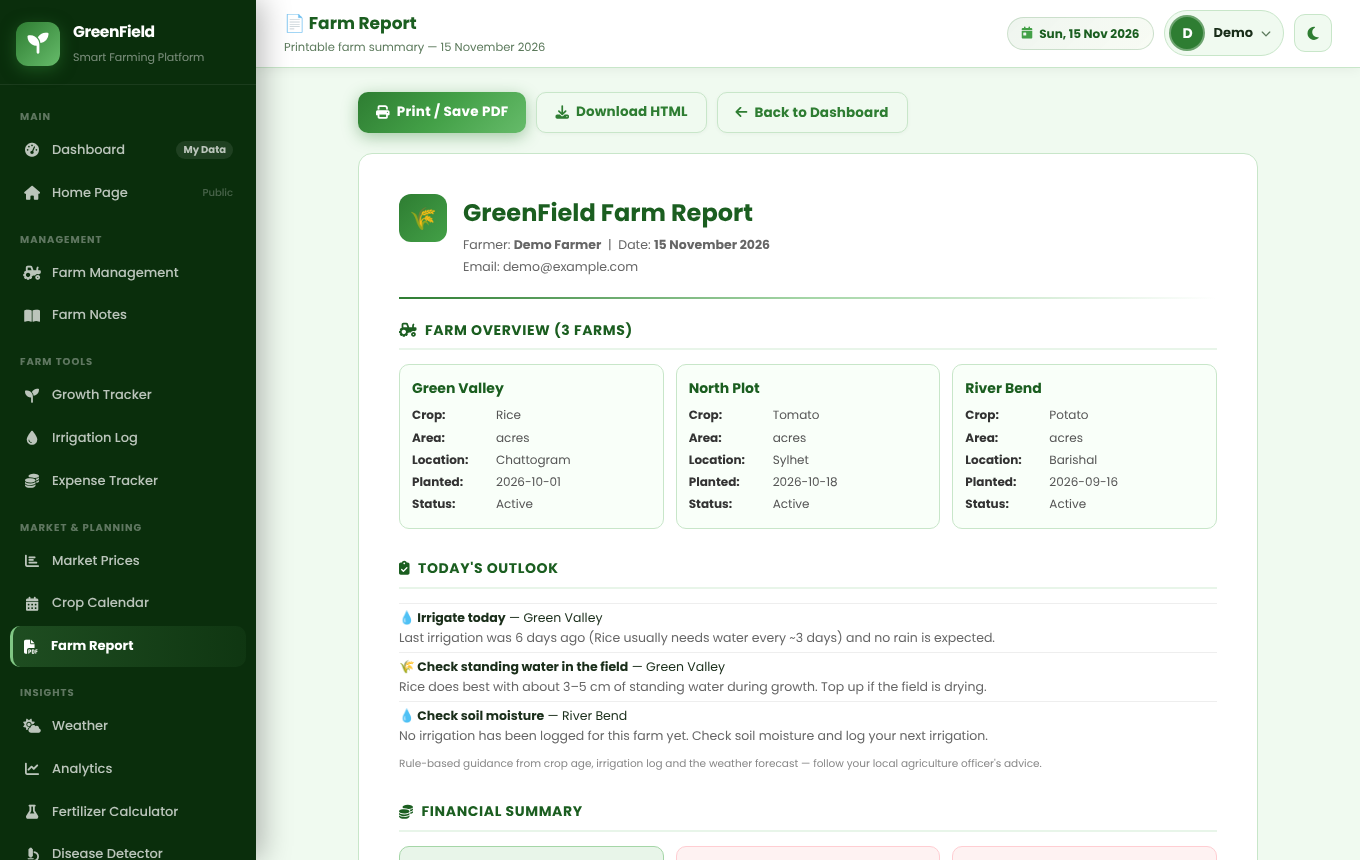 GreenField
Smart Farming Platform
MAIN
Dashboard My Data
Home Page Public
MANAGEMENT
Farm Management
Farm Notes
FARM TOOLS
Growth Tracker
Irrigation Log
Expense Tracker
MARKET & PLANNING
Market Prices
Crop Calendar
Farm Report
INSIGHTS
Weather
Analytics
Fertilizer Calculator
Disease Detector
Farm Report
Printable farm summary — 15 November 2026
Sun, 15 Nov 2026
D Demo
Print / Save PDF
Download HTML
Back to Dashboard
GreenField Farm Report
Farmer: Demo Farmer | Date: 15 November 2026
Email: demo@example.com
FARM OVERVIEW (3 FARMS)
Green Valley
Crop: Rice
Area: acres
Location: Chattogram
Planted: 2026-10-01
Status: Active
North Plot
Crop: Tomato
Area: acres
Location: Sylhet
Planted: 2026-10-18
Status: Active
River Bend
Crop: Potato
Area: acres
Location: Barishal
Planted: 2026-09-16
Status: Active
TODAY'S OUTLOOK
💧 Irrigate today — Green Valley
Last irrigation was 6 days ago (Rice usually needs water every ~3 days) and no rain is expected.
🌾 Check standing water in the field — Green Valley
Rice does best with about 3–5 cm of standing water during growth. Top up if the field is drying.
💧 Check soil moisture — River Bend
No irrigation has been logged for this farm yet. Check soil moisture and log your next irrigation.
Rule-based guidance from crop age, irrigation log and the weather forecast — follow your local agriculture officer's advice.
FINANCIAL SUMMARY